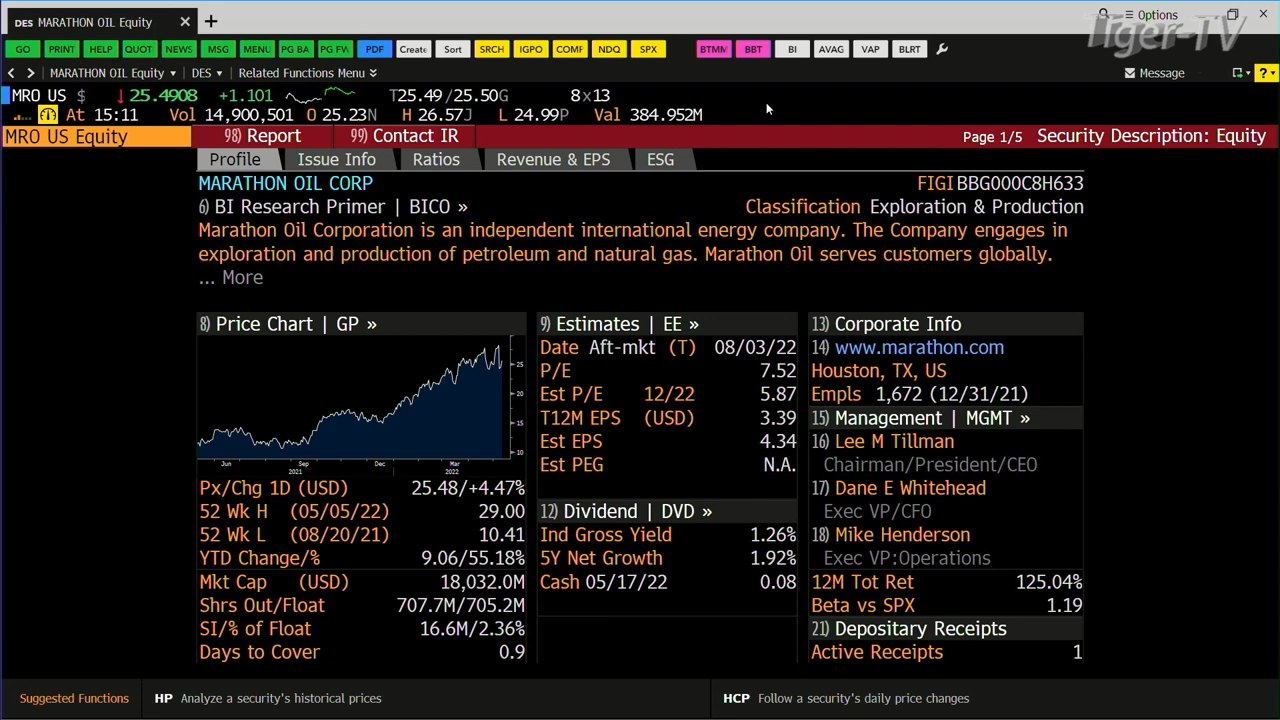 DES MARATHON OIL Equity × +
Options
Tiger-TV
GO PRINT HELP QUOT NEWS MSG MENU PG BA PG FW PDF Create Sort SRCH IGPO COMF NDQ SPX BTMM BBT BI AVAG VAP BLRT
< > MARATHON OIL Equity DES Related Functions Menu Message ?
MRO US $ ↓25.4908 +1.101 T25.49/25.50G 8x13
At 15:11 Vol 14,900,501 O 25.23N H 26.57J L 24.99P Val 384.952M
MRO US Equity 98) Report 99) Contact IR Page 1/5 Security Description: Equity
Profile Issue Info Ratios Revenue & EPS ESG
MARATHON OIL CORP FIGI BBG000C8H633
6) BI Research Primer | BICO » Classification Exploration & Production
Marathon Oil Corporation is an independent international energy company. The Company engages in
exploration and production of petroleum and natural gas. Marathon Oil serves customers globally.
... More
8) Price Chart | GP »
25
20
15
10
Jun Sep Dec Mar
2021 2022
Px/Chg 1D (USD) 25.48/+4.47%
52 Wk H (05/05/22) 29.00
52 Wk L (08/20/21) 10.41
YTD Change/% 9.06/55.18%
Mkt Cap (USD) 18,032.0M
Shrs Out/Float 707.7M/705.2M
SI/% of Float 16.6M/2.36%
Days to Cover 0.9
9) Estimates | EE »
Date Aft-mkt (T) 08/03/22
P/E 7.52
Est P/E 12/22 5.87
T12M EPS (USD) 3.39
Est EPS 4.34
Est PEG N.A.
12) Dividend | DVD »
Ind Gross Yield 1.26%
5Y Net Growth 1.92%
Cash 05/17/22 0.08
13) Corporate Info
14) www.marathon.com
Houston, TX, US
Empls 1,672 (12/31/21)
15) Management | MGMT »
16) Lee M Tillman
Chairman/President/CEO
17) Dane E Whitehead
Exec VP/CFO
18) Mike Henderson
Exec VP:Operations
12M Tot Ret 125.04%
Beta vs SPX 1.19
21) Depositary Receipts
Active Receipts 1
Suggested Functions HP Analyze a security's historical prices HCP Follow a security's daily price changes